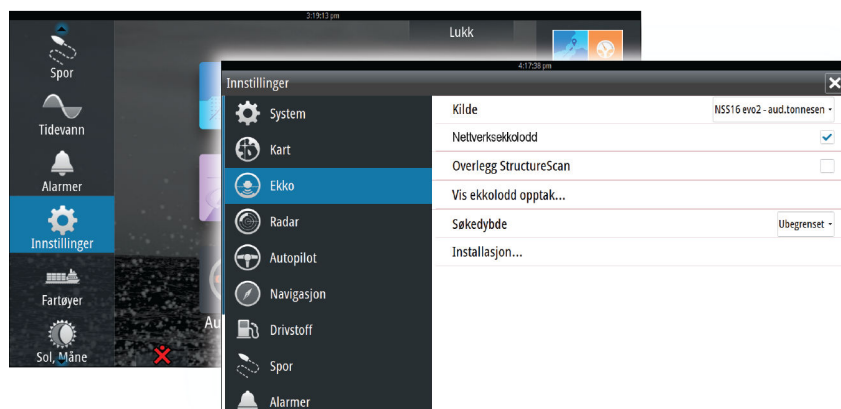 3:19:13 pm
Lukk
Spor
Tidevann
Alarmer
Innstillinger
Fartøyer
Sol, Måne
Au
4:17:38 pm
Innstillinger
System
Kart
Ekko
Radar
Autopilot
Navigasjon
Drivstoff
Spor
Alarmer
Kilde NSS16 evo2 - aud.tonnesen
Nettverksekkolodd
Overlegg StructureScan
Vis ekkolodd opptak...
Søkedybde Ubegrenset
Installasjon...